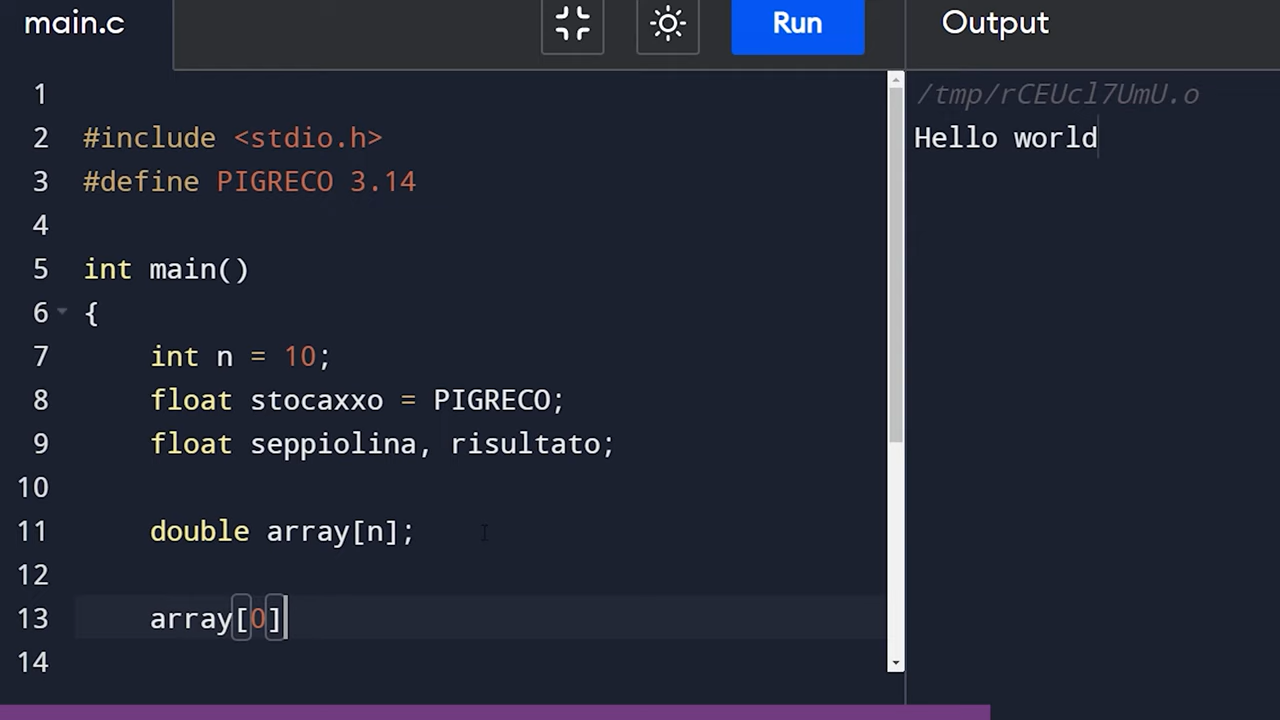 main.c
Run
Output
1
/tmp/rCEUcl7UmU.o
2 #include <stdio.h>
Hello world
3 #define PIGRECO 3.14
4
5 int main()
6 {
7 int n = 10;
8 float stocaxxo = PIGRECO;
9 float seppiolina, risultato;
10
11 double array[n];
12
13 array[0]
14